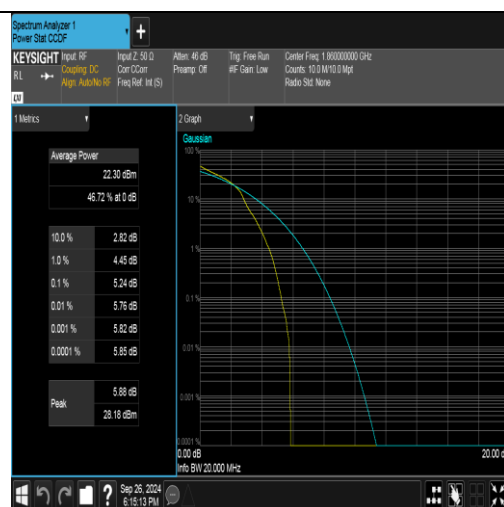 Spectrum Analyzer 1
Power Stat CCDF
KEYSIGHT
RL
LXI
Input: RF
Coupling: DC
Align: Auto/No RF
Input Z: 50 Ω
Corr CCorr
Freq Ref: Int (S)
Atten: 46 dB
Preamp: Off
Trig: Free Run
#IF Gain: Low
Center Freq: 1.860000000 GHz
Counts: 10.0 M/10.0 Mpt
Radio Std: None
1 Metrics
Average Power
22.30 dBm
46.72 % at 0 dB
10.0 % 2.82 dB
1.0 % 4.45 dB
0.1 % 5.24 dB
0.01 % 5.76 dB
0.001 % 5.82 dB
0.0001 % 5.85 dB
Peak
5.88 dB
28.18 dBm
2 Graph
Gaussian
100 %
10 %
1 %
0.1 %
0.01 %
0.001 %
0.0001 %
0.00 dB
20.00 dB
Info BW 20.000 MHz
?
Sep 26, 2024
6:15:13 PM